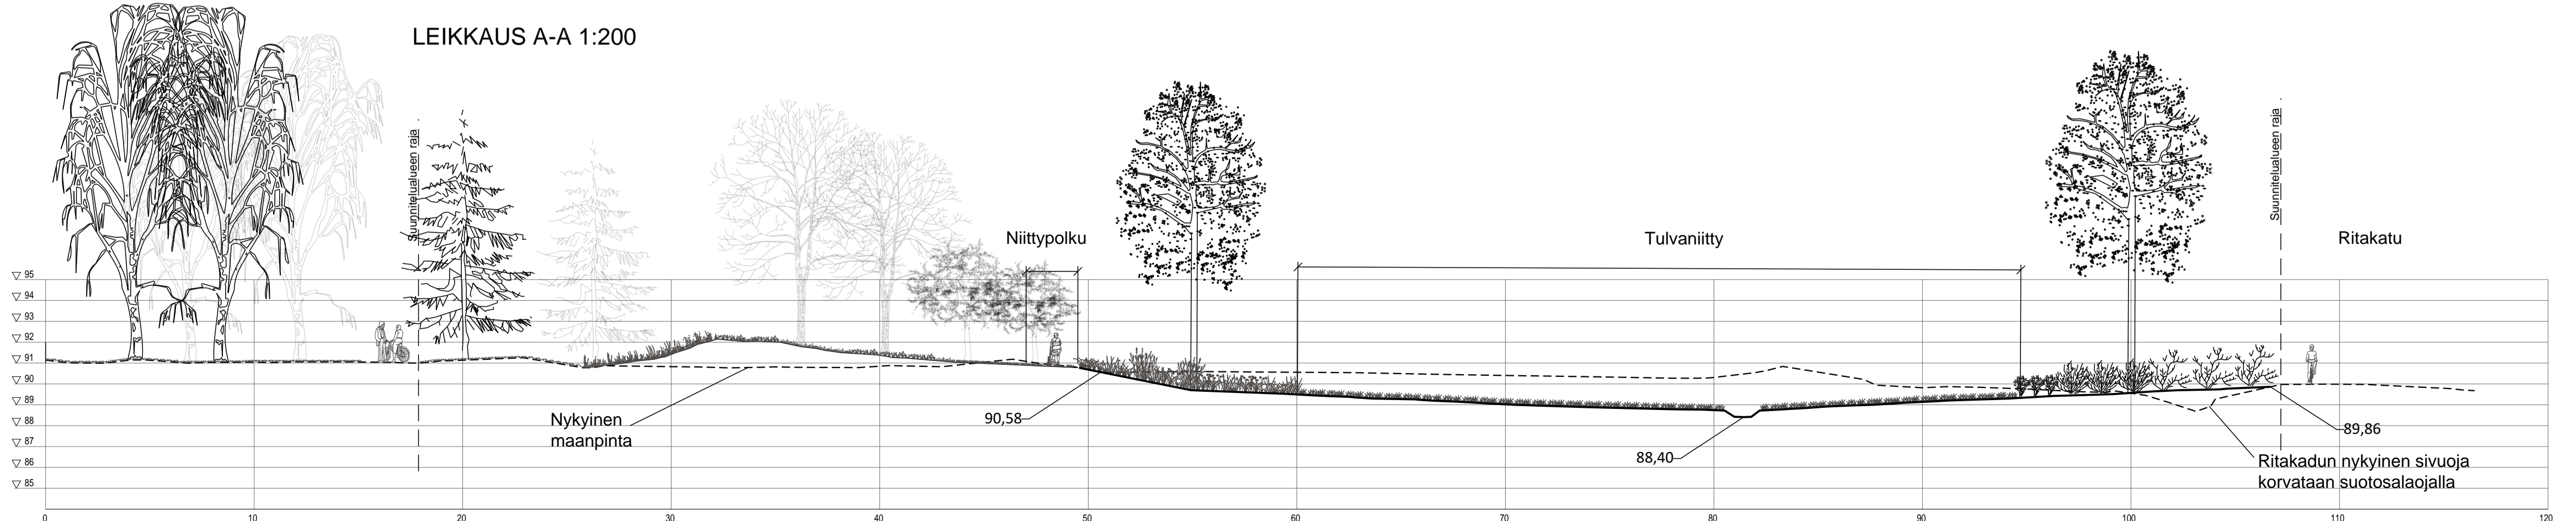 LEIKKAUS A-A 1:200
Suunnittelualueen raja
Suunnittelualueen raja
Niittypolku
Tulvaniitty
Ritakatu
▽ 95
▽ 94
▽ 93
▽ 92
▽ 91
▽ 90
▽ 89
▽ 88
▽ 87
▽ 86
▽ 85
Nykyinen
maanpinta
90,58
88,40
89,86
Ritakadun nykyinen sivuoja
korvataan suotosalaojalla
0 10 20 30 40 50 60 70 80 90 100 110 120